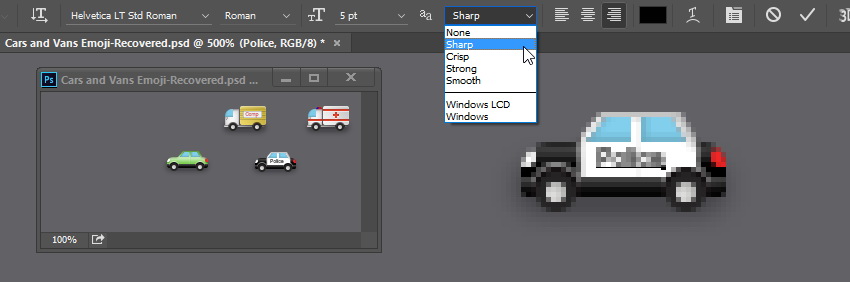 Helvetica LT Std Roman Roman 5 pt aa Sharp 3D
Cars and Vans Emoji-Recovered.psd @ 500% (Police, RGB/8) * ×
None
Sharp
Crisp
Strong
Smooth
Windows LCD
Windows
Ps Cars and Vans Emoji-Recovered.psd ...
Comp
Police
Police
100%